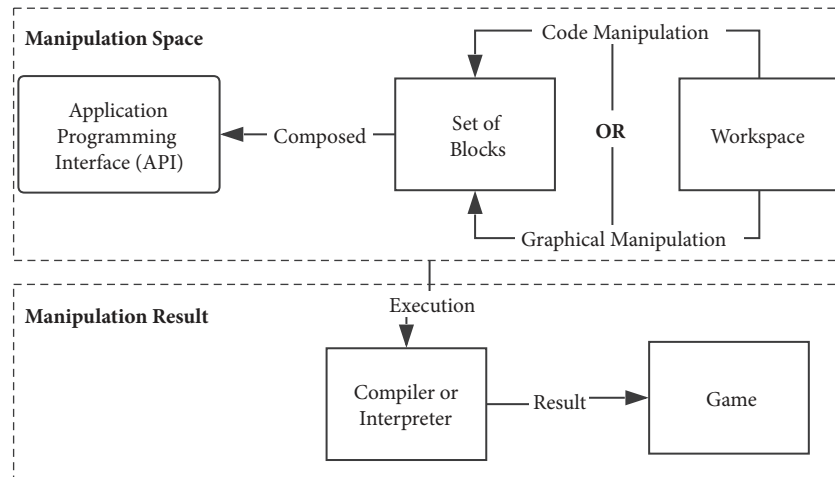 Manipulation Space
Code Manipulation
Application
Programming
Interface (API)
Composed
Set of
Blocks
OR
Workspace
Graphical Manipulation
Manipulation Result
Execution
Compiler or
Interpreter
Result
Game